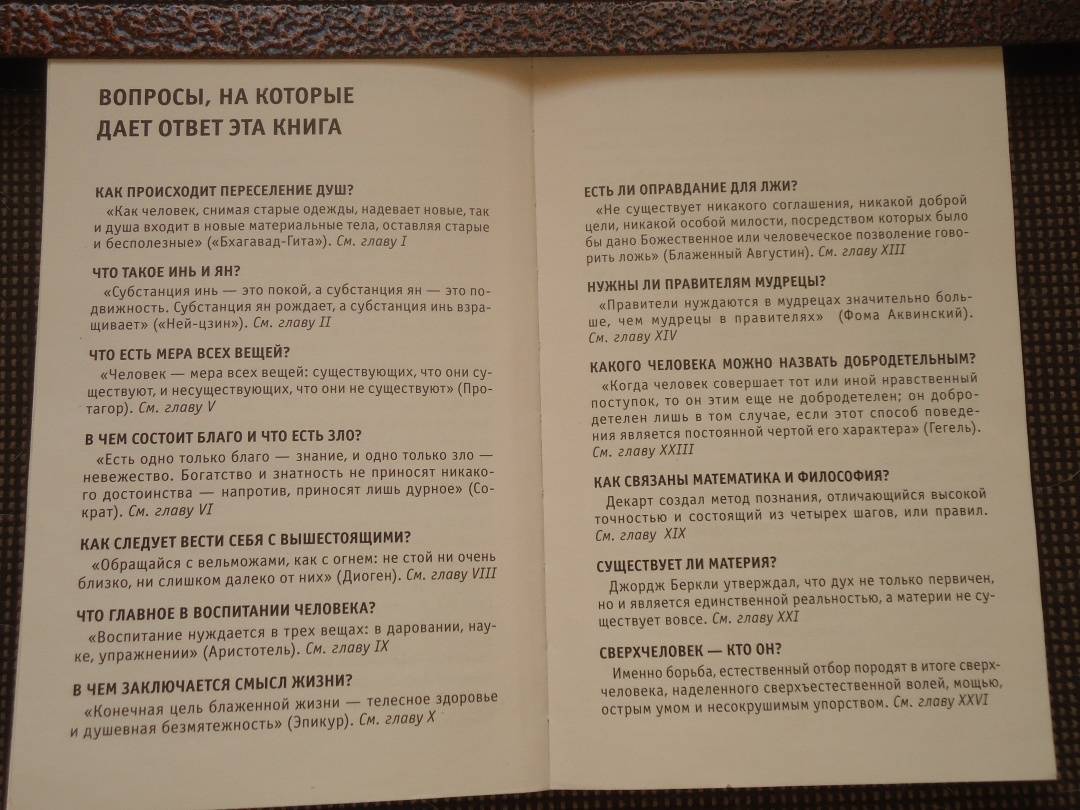 ВОПРОСЫ, НА КОТОРЫЕ
ДАЕТ ОТВЕТ ЭТА КНИГА
КАК ПРОИСХОДИТ ПЕРЕСЕЛЕНИЕ ДУШ?
«Как человек, снимая старые одежды, надевает новые, так
и душа входит в новые материальные тела, оставляя старые
и бесполезные» («Бхагавад-Гита»). См. главу I
ЧТО ТАКОЕ ИНЬ И ЯН?
«Субстанция инь — это покой, а субстанция ян — это по-
движность. Субстанция ян рождает, а субстанция инь взра-
щивает» («Ней-цзин»). См. главу II
ЧТО ЕСТЬ МЕРА ВСЕХ ВЕЩЕЙ?
«Человек — мера всех вещей: существующих, что они су-
ществуют, и несуществующих, что они не существуют» (Про-
тагор). См. главу V
В ЧЕМ СОСТОИТ БЛАГО И ЧТО ЕСТЬ ЗЛО?
«Есть одно только благо — знание, и одно только зло —
невежество. Богатство и знатность не приносят никако-
го достоинства — напротив, приносят лишь дурное» (Со-
крат). См. главу VI
КАК СЛЕДУЕТ ВЕСТИ СЕБЯ С ВЫШЕСТОЯЩИМИ?
«Обращайся с вельможами, как с огнем: не стой ни очень
близко, ни слишком далеко от них» (Диоген). См. главу VIII
ЧТО ГЛАВНОЕ В ВОСПИТАНИИ ЧЕЛОВЕКА?
«Воспитание нуждается в трех вещах: в даровании, нау-
ке, упражнении» (Аристотель). См. главу IX
В ЧЕМ ЗАКЛЮЧАЕТСЯ СМЫСЛ ЖИЗНИ?
«Конечная цель блаженной жизни — телесное здоровье
и душевная безмятежность» (Эпикур). См. главу X
ЕСТЬ ЛИ ОПРАВДАНИЕ ДЛЯ ЛЖИ?
«Не существует никакого соглашения, никакой доброй
цели, никакой особой милости, посредством которых было
бы дано Божественное или человеческое позволение гово-
рить ложь» (Блаженный Августин). См. главу XIII
НУЖНЫ ЛИ ПРАВИТЕЛЯМ МУДРЕЦЫ?
«Правители нуждаются в мудрецах значительно боль-
ше, чем мудрецы в правителях» (Фома Аквинский).
См. главу XIV
КАКОГО ЧЕЛОВЕКА МОЖНО НАЗВАТЬ ДОБРОДЕТЕЛЬНЫМ?
«Когда человек совершает тот или иной нравственный
поступок, то он этим еще не добродетелен; он добро-
детелен лишь в том случае, если этот способ поведе-
ния является постоянной чертой его характера» (Гегель).
См. главу XXIII
КАК СВЯЗАНЫ МАТЕМАТИКА И ФИЛОСОФИЯ?
Декарт создал метод познания, отличающийся высокой
точностью и состоящий из четырех шагов, или правил.
См. главу XIX
СУЩЕСТВУЕТ ЛИ МАТЕРИЯ?
Джордж Беркли утверждал, что дух не только первичен,
но и является единственной реальностью, а материи не су-
ществует вовсе. См. главу XXI
СВЕРХЧЕЛОВЕК — КТО ОН?
Именно борьба, естественный отбор породят в итоге сверх-
человека, наделенного сверхъестественной волей, мощью,
острым умом и несокрушимым упорством. См. главу XXVI